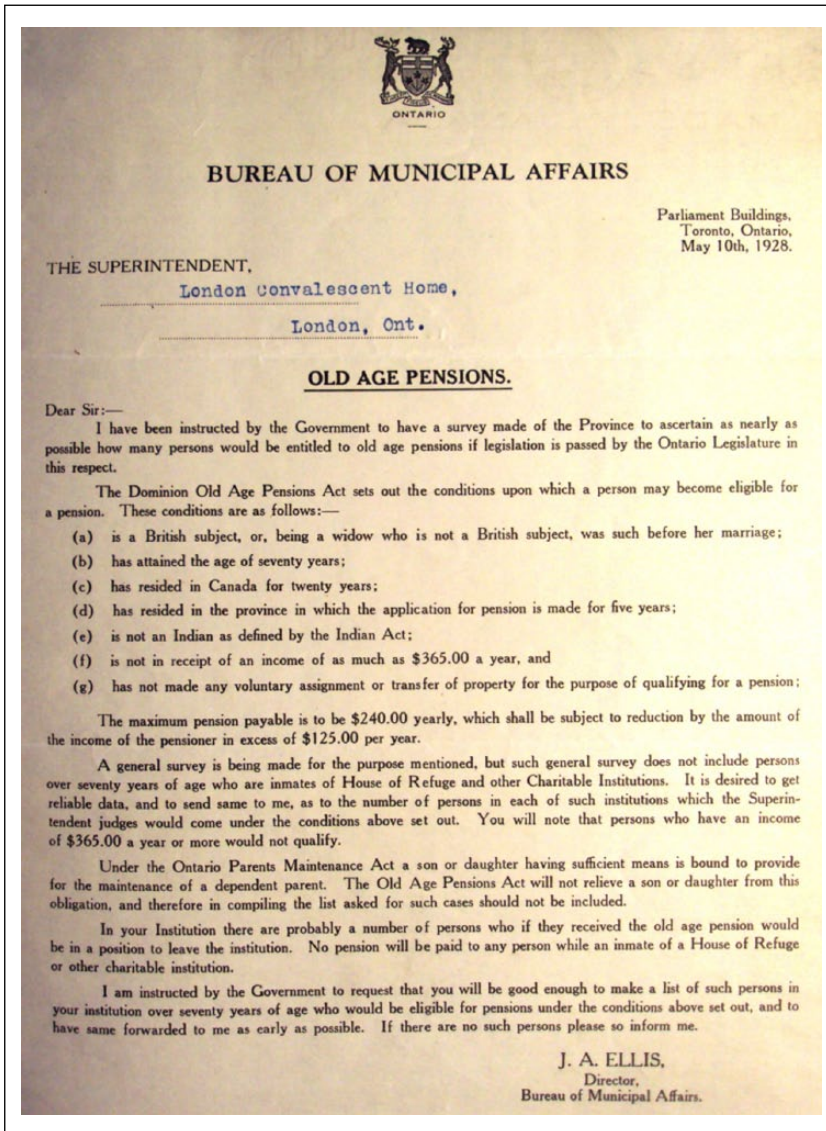 ONTARIO
BUREAU OF MUNICIPAL AFFAIRS
Parliament Buildings,
Toronto, Ontario,
May 10th, 1928.
THE SUPERINTENDENT,
London Convalescent Home,
London, Ont.
OLD AGE PENSIONS.
Dear Sir:—
I have been instructed by the Government to have a survey made of the Province to ascertain as nearly as
possible how many persons would be entitled to old age pensions if legislation is passed by the Ontario Legislature in
this respect.
The Dominion Old Age Pensions Act sets out the conditions upon which a person may become eligible for
a pension. These conditions are as follows:—
(a) is a British subject, or, being a widow who is not a British subject, was such before her marriage;
(b) has attained the age of seventy years;
(c) has resided in Canada for twenty years;
(d) has resided in the province in which the application for pension is made for five years;
(e) is not an Indian as defined by the Indian Act;
(f) is not in receipt of an income of as much as $365.00 a year, and
(g) has not made any voluntary assignment or transfer of property for the purpose of qualifying for a pension;
The maximum pension payable is to be $240.00 yearly, which shall be subject to reduction by the amount of
the income of the pensioner in excess of $125.00 per year.
A general survey is being made for the purpose mentioned, but such general survey does not include persons
over seventy years of age who are inmates of House of Refuge and other Charitable Institutions. It is desired to get
reliable data, and to send same to me, as to the number of persons in each of such institutions which the Superin-
tendent judges would come under the conditions above set out. You will note that persons who have an income
of $365.00 a year or more would not qualify.
Under the Ontario Parents Maintenance Act a son or daughter having sufficient means is bound to provide
for the maintenance of a dependent parent. The Old Age Pensions Act will not relieve a son or daughter from this
obligation, and therefore in compiling the list asked for such cases should not be included.
In your Institution there are probably a number of persons who if they received the old age pension would
be in a position to leave the institution. No pension will be paid to any person while an inmate of a House of Refuge
or other charitable institution.
I am instructed by the Government to request that you will be good enough to make a list of such persons in
your institution over seventy years of age who would be eligible for pensions under the conditions above set out, and to
have same forwarded to me as early as possible. If there are no such persons please so inform me.
J. A. ELLIS,
Director,
Bureau of Municipal Affairs.